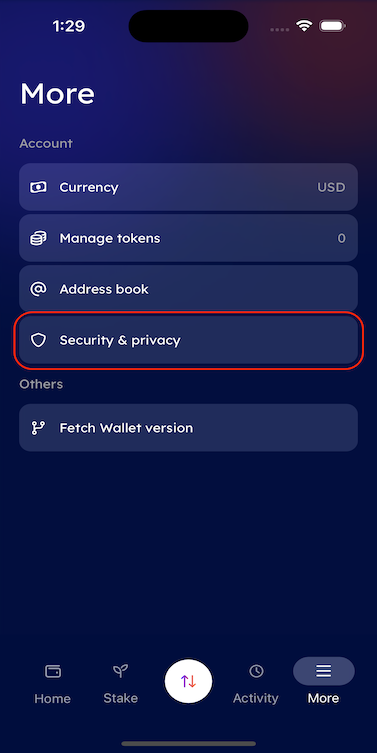 1:29
More
Account
Currency USD
Manage tokens 0
Address book
Security & privacy
Others
Fetch Wallet version
Home Stake Activity More